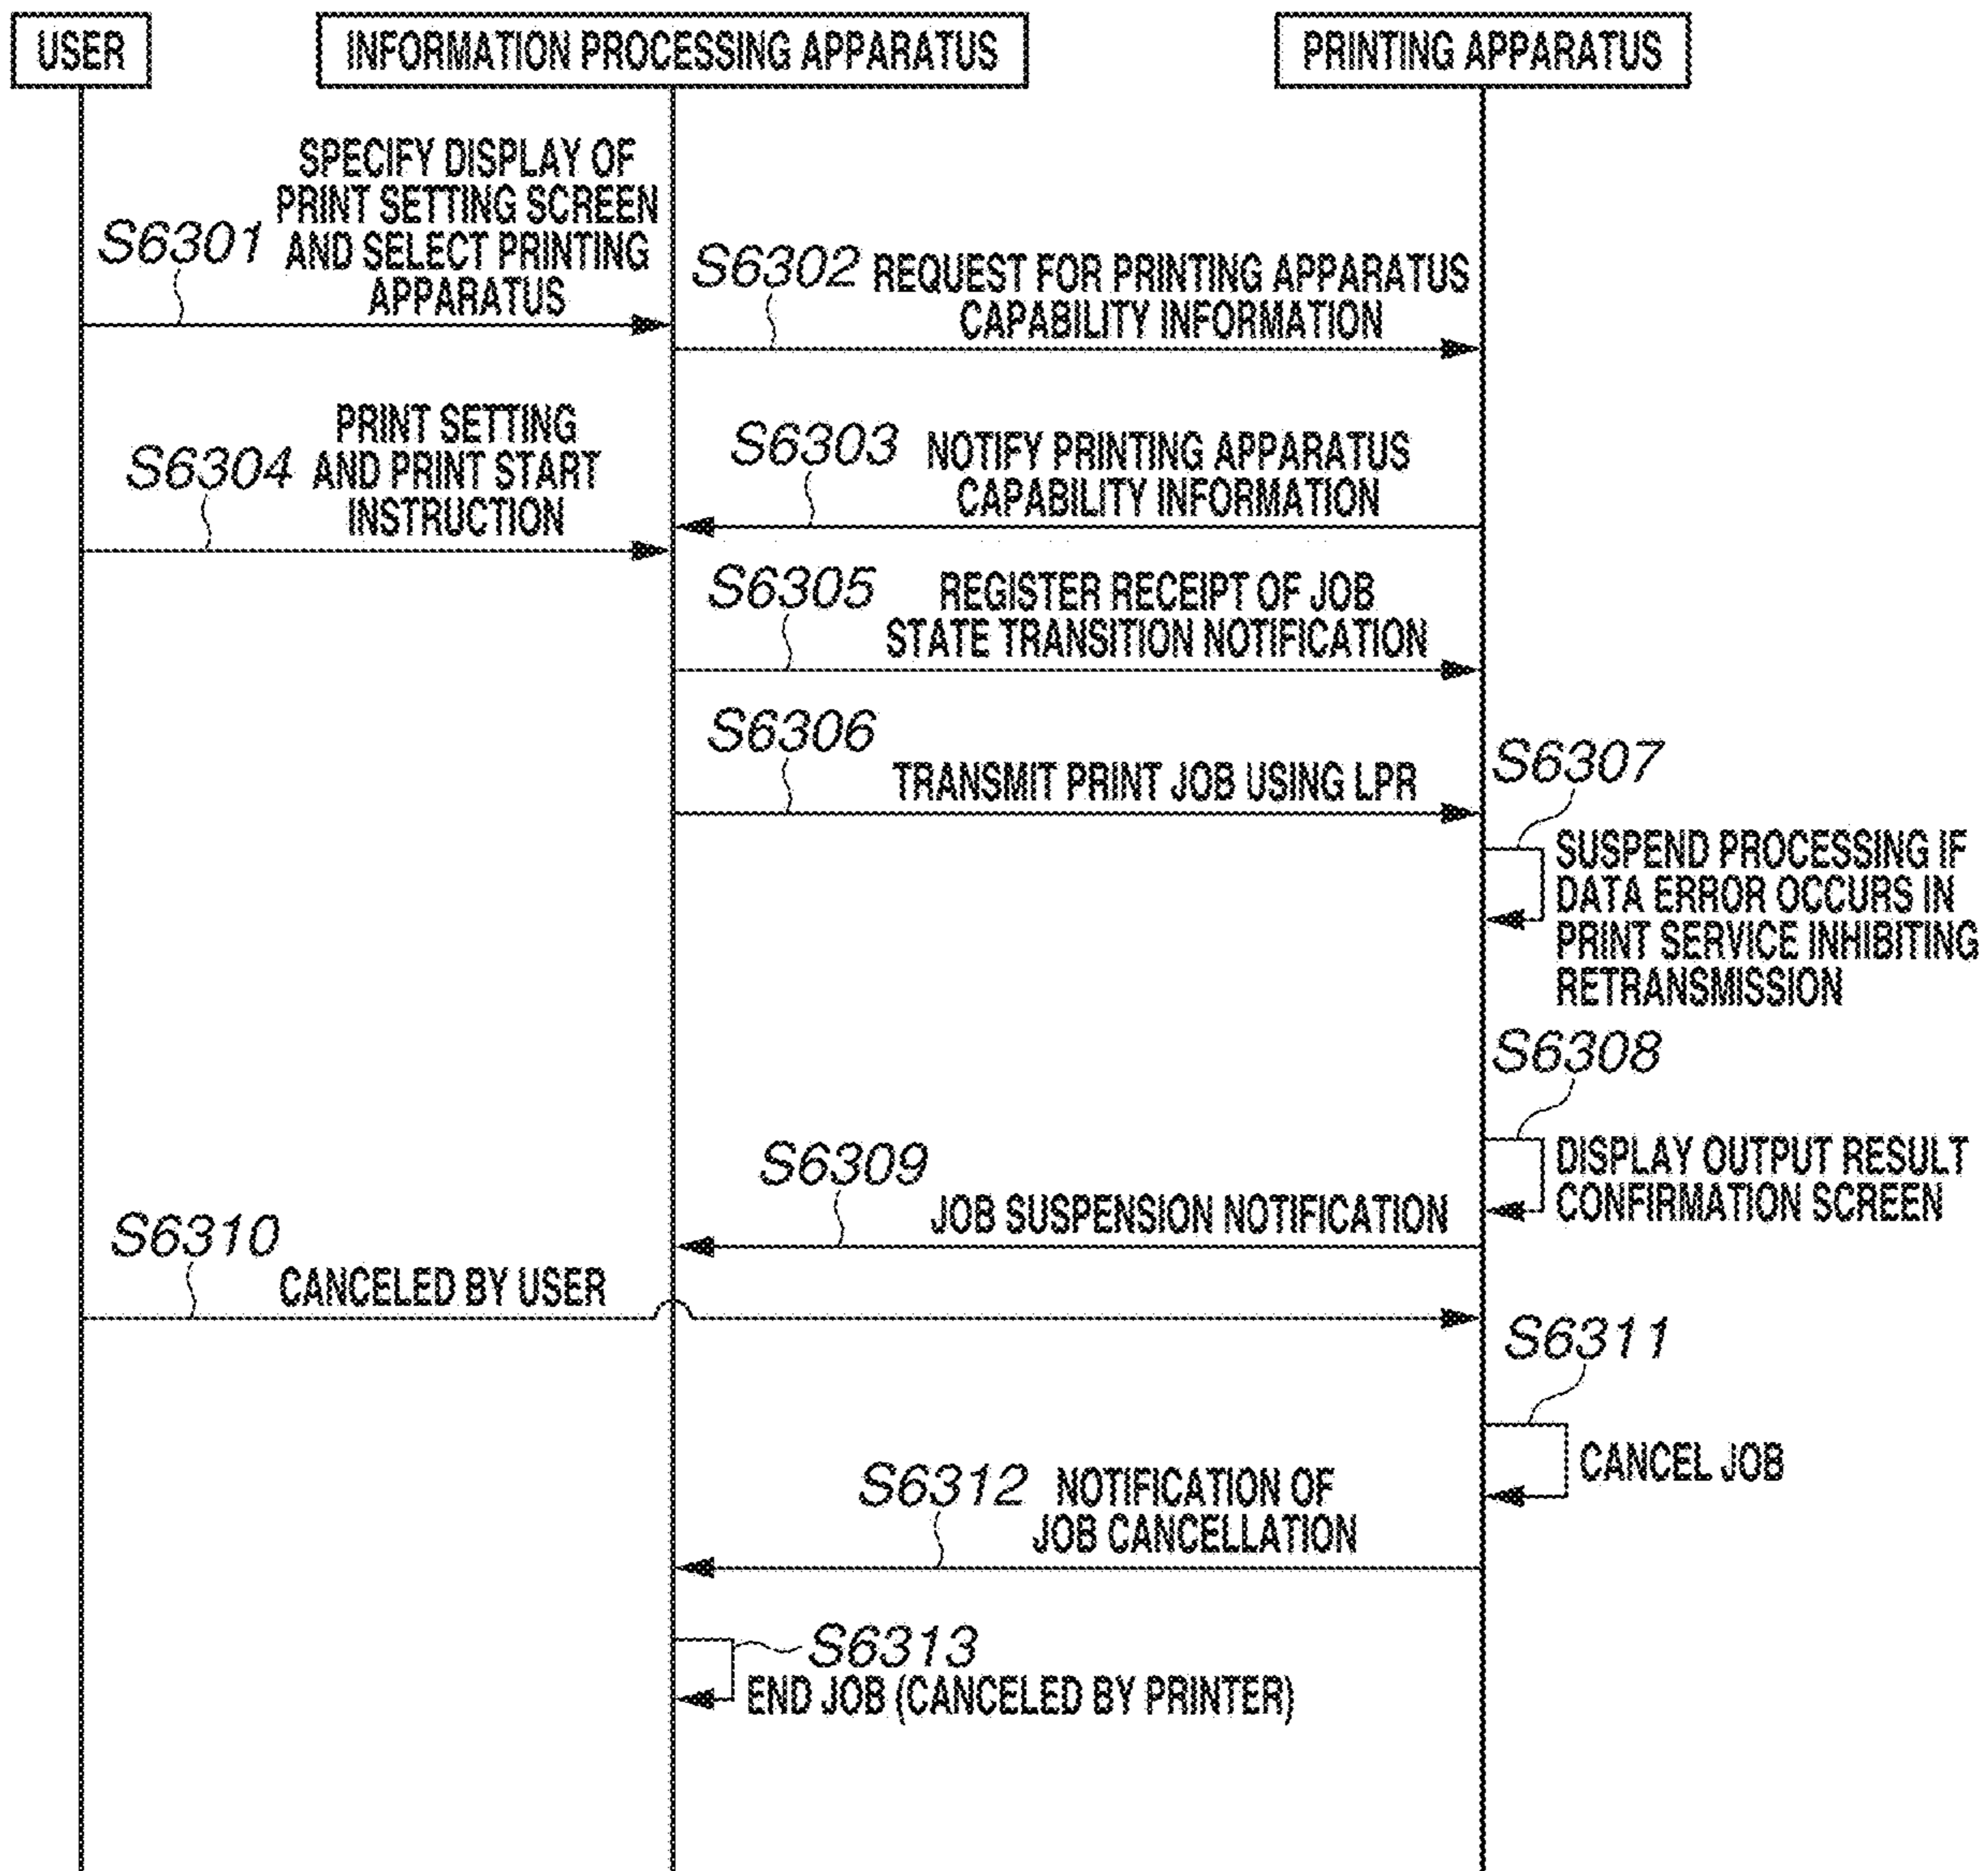 USER
INFORMATION PROCESSING APPARATUS
PRINTING APPARATUS
S6301
SPECIFY DISPLAY OF
PRINT SETTING SCREEN
AND SELECT PRINTING
APPARATUS
S6302
REQUEST FOR PRINTING APPARATUS
CAPABILITY INFORMATION
S6303
NOTIFY PRINTING APPARATUS
CAPABILITY INFORMATION
S6304
PRINT SETTING
AND PRINT START
INSTRUCTION
S6305
REGISTER RECEIPT OF JOB
STATE TRANSITION NOTIFICATION
S6306
TRANSMIT PRINT JOB USING LPR
S6307
SUSPEND PROCESSING IF
DATA ERROR OCCURS IN
PRINT SERVICE INHIBITING
RETRANSMISSION
S6308
DISPLAY OUTPUT RESULT
CONFIRMATION SCREEN
S6309
JOB SUSPENSION NOTIFICATION
S6310
CANCELED BY USER
S6311
CANCEL JOB
S6312
NOTIFICATION OF
JOB CANCELLATION
S6313
END JOB (CANCELED BY PRINTER)